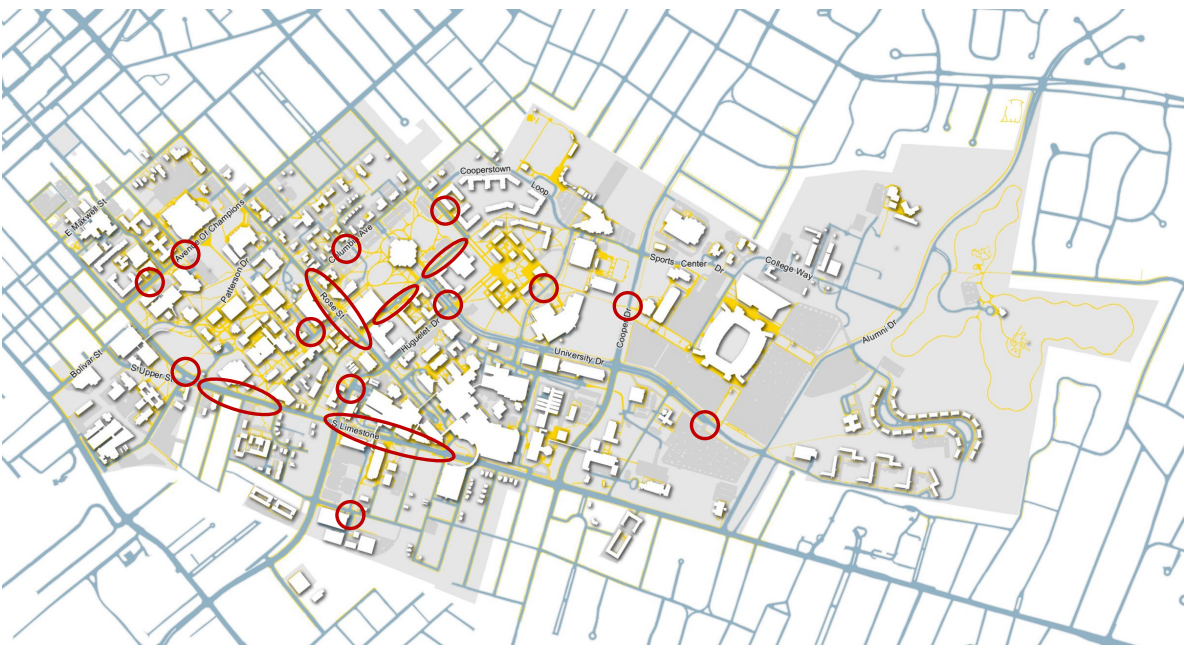 Cooperstown
Loop
E Maxwell St
Avenue Of Champions
Columbia Ave
Patterson Dr
Sports Center Dr
College Way
Rose St
Cooper Dr
Alumni Dr
Huguelet Dr
University Dr
Bolivar St
S Upper St
S Limestone